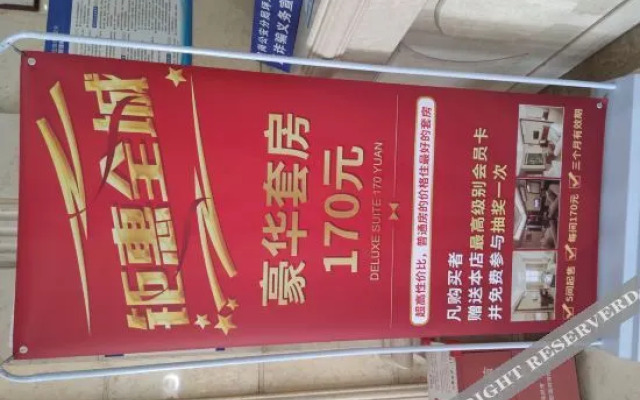 钜惠全城
豪华套房
170元
DELUXE SUITE 170 YUAN
超高性价比，普通房的价格住最好的套房
凡购买者
赠送本店最高级别会员卡
并免费参与抽奖一次
5间起售 每间170元 三个月有效期
RIGHT RESERVERD